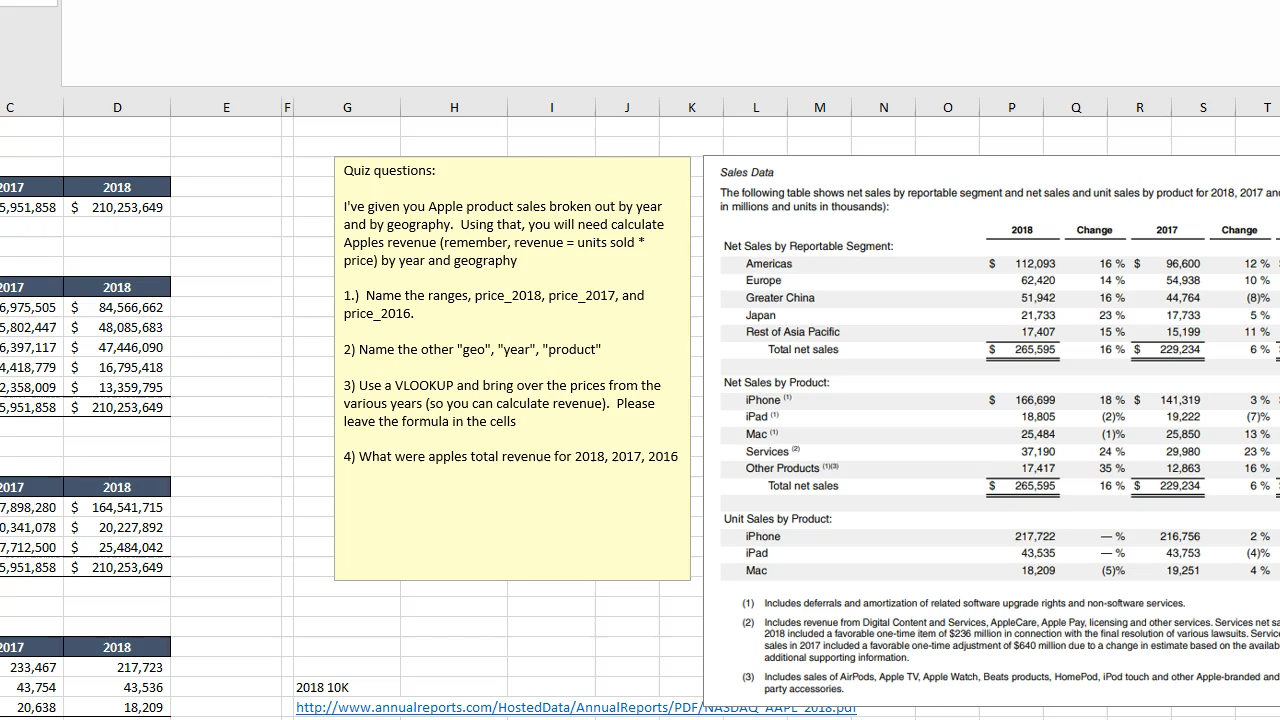 C D E F G H I J K L M N O P Q R S T
2017 2018
5,951,858 $ 210,253,649
2017 2018
6,975,505 $ 84,566,662
5,802,447 $ 48,085,683
6,397,117 $ 47,446,090
4,418,779 $ 16,795,418
2,358,009 $ 13,359,795
5,951,858 $ 210,253,649
2017 2018
7,898,280 $ 164,541,715
0,341,078 $ 20,227,892
7,712,500 $ 25,484,042
5,951,858 $ 210,253,649
2017 2018
233,467 217,723
43,754 43,536
20,638 18,209
Quiz questions:
I've given you Apple product sales broken out by year
and by geography. Using that, you will need calculate
Apples revenue (remember, revenue = units sold *
price) by year and geography
1.) Name the ranges, price_2018, price_2017, and
price_2016.
2) Name the other "geo", "year", "product"
3) Use a VLOOKUP and bring over the prices from the
various years (so you can calculate revenue). Please
leave the formula in the cells
4) What were apples total revenue for 2018, 2017, 2016
2018 10K
http://www.annualreports.com/HostedData/AnnualReports/PDF/NASDAQ_AAPL_2018.pdf
Sales Data
The following table shows net sales by reportable segment and net sales and unit sales by product for 2018, 2017 and
in millions and units in thousands):
2018 Change 2017 Change
Net Sales by Reportable Segment:
Americas $ 112,093 16 % $ 96,600 12 %
Europe 62,420 14 % 54,938 10 %
Greater China 51,942 16 % 44,764 (8)%
Japan 21,733 23 % 17,733 5 %
Rest of Asia Pacific 17,407 15 % 15,199 11 %
Total net sales $ 265,595 16 % $ 229,234 6 %
Net Sales by Product:
iPhone (1) $ 166,699 18 % $ 141,319 3 %
iPad (1) 18,805 (2)% 19,222 (7)%
Mac (1) 25,484 (1)% 25,850 13 %
Services (2) 37,190 24 % 29,980 23 %
Other Products (1)(3) 17,417 35 % 12,863 16 %
Total net sales $ 265,595 16 % $ 229,234 6 %
Unit Sales by Product:
iPhone 217,722 — % 216,756 2 %
iPad 43,535 — % 43,753 (4)%
Mac 18,209 (5)% 19,251 4 %
(1) Includes deferrals and amortization of related software upgrade rights and non-software services.
(2) Includes revenue from Digital Content and Services, AppleCare, Apple Pay, licensing and other services. Services net
2018 included a favorable one-time item of $236 million in connection with the final resolution of various lawsuits.
sales in 2017 included a favorable one-time adjustment of $640 million due to a change in estimate based on the
additional supporting information.
(3) Includes sales of AirPods, Apple TV, Apple Watch, Beats products, HomePod, iPod touch and other Apple-branded and
party accessories.